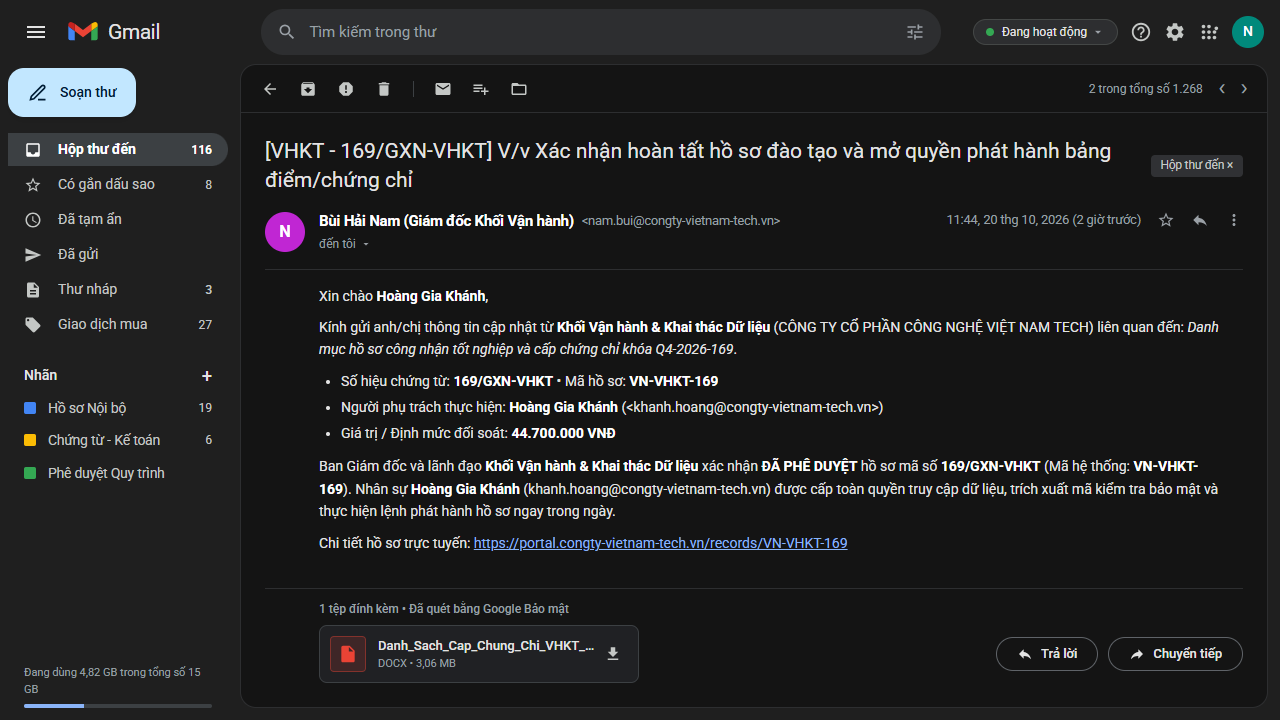 Gmail
Tìm kiếm trong thư
Đang hoạt động
N
Soạn thư
2 trong tổng số 1.268
Hộp thư đến 116
Có gắn dấu sao 8
Đã tạm ẩn
Đã gửi
Thư nháp 3
Giao dịch mua 27
Nhãn +
Hồ sơ Nội bộ 19
Chứng từ - Kế toán 6
Phê duyệt Quy trình
Đang dùng 4,82 GB trong tổng số 15
GB
[VHKT - 169/GXN-VHKT] V/v Xác nhận hoàn tất hồ sơ đào tạo và mở quyền phát hành bảng
điểm/chứng chỉ
Hộp thư đến ×
N
Bùi Hải Nam (Giám đốc Khối Vận hành) <nam.bui@congty-vietnam-tech.vn>
11:44, 20 thg 10, 2026 (2 giờ trước)
đến tôi
Xin chào Hoàng Gia Khánh,
Kính gửi anh/chị thông tin cập nhật từ Khối Vận hành & Khai thác Dữ liệu (CÔNG TY CỔ PHẦN CÔNG NGHỆ VIỆT NAM TECH) liên quan đến: Danh
mục hồ sơ công nhận tốt nghiệp và cấp chứng chỉ khóa Q4-2026-169.
• Số hiệu chứng từ: 169/GXN-VHKT • Mã hồ sơ: VN-VHKT-169
• Người phụ trách thực hiện: Hoàng Gia Khánh (<khanh.hoang@congty-vietnam-tech.vn>)
• Giá trị / Định mức đối soát: 44.700.000 VNĐ
Ban Giám đốc và lãnh đạo Khối Vận hành & Khai thác Dữ liệu xác nhận ĐÃ PHÊ DUYỆT hồ sơ mã số 169/GXN-VHKT (Mã hệ thống: VN-VHKT-
169). Nhân sự Hoàng Gia Khánh (khanh.hoang@congty-vietnam-tech.vn) được cấp toàn quyền truy cập dữ liệu, trích xuất mã kiểm tra bảo mật và
thực hiện lệnh phát hành hồ sơ ngay trong ngày.
Chi tiết hồ sơ trực tuyến: https://portal.congty-vietnam-tech.vn/records/VN-VHKT-169
1 tệp đính kèm • Đã quét bằng Google Bảo mật
Danh_Sach_Cap_Chung_Chi_VHKT_...
DOCX • 3,06 MB
Trả lời
Chuyển tiếp